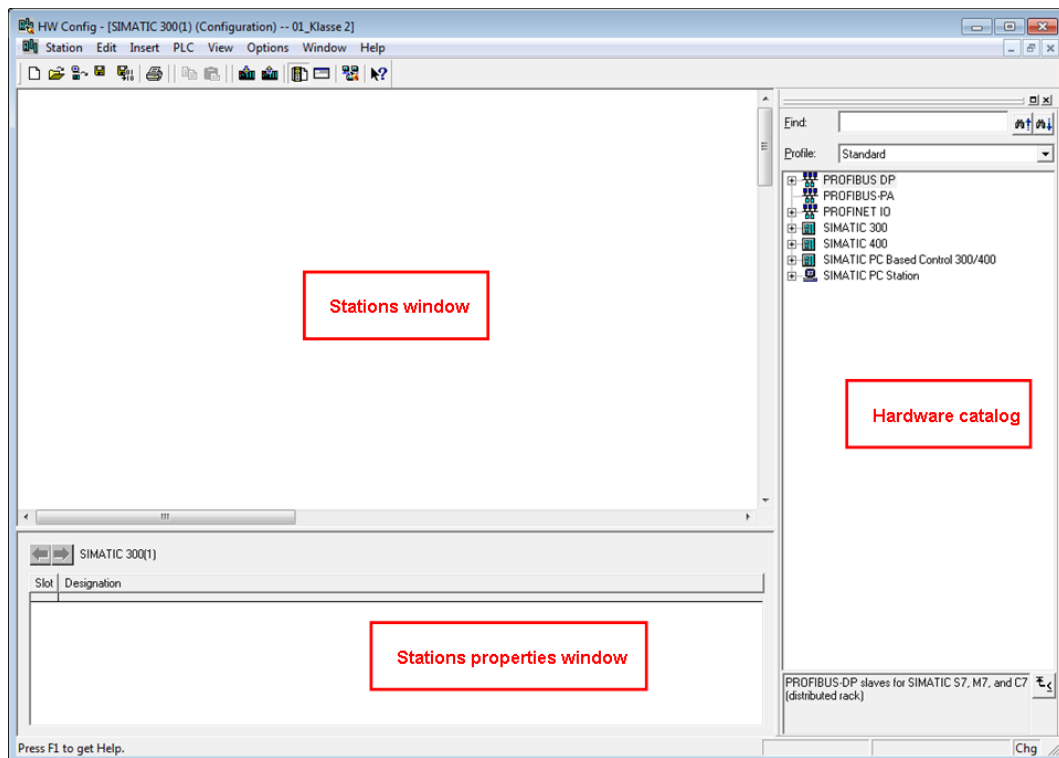 HW Config - [SIMATIC 300(1) (Configuration) -- 01_Klasse 2]
Station Edit Insert PLC View Options Window Help
Find:
Profile: Standard
PROFIBUS DP
PROFIBUS-PA
PROFINET IO
SIMATIC 300
SIMATIC 400
SIMATIC PC Based Control 300/400
SIMATIC PC Station
Stations window
Hardware catalog
SIMATIC 300(1)
Slot Designation
Stations properties window
PROFIBUS-DP slaves for SIMATIC S7, M7, and C7
(distributed rack)
Press F1 to get Help.
Chg